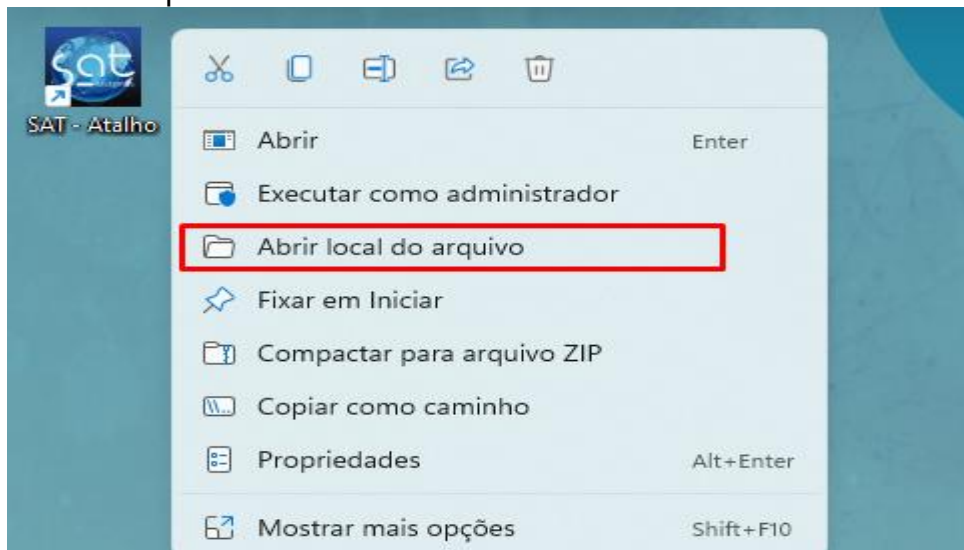 sat
SAT - Atalho
Abrir Enter
Executar como administrador
Abrir local do arquivo
Fixar em Iniciar
Compactar para arquivo ZIP
Copiar como caminho
Propriedades Alt+Enter
Mostrar mais opções Shift+F10